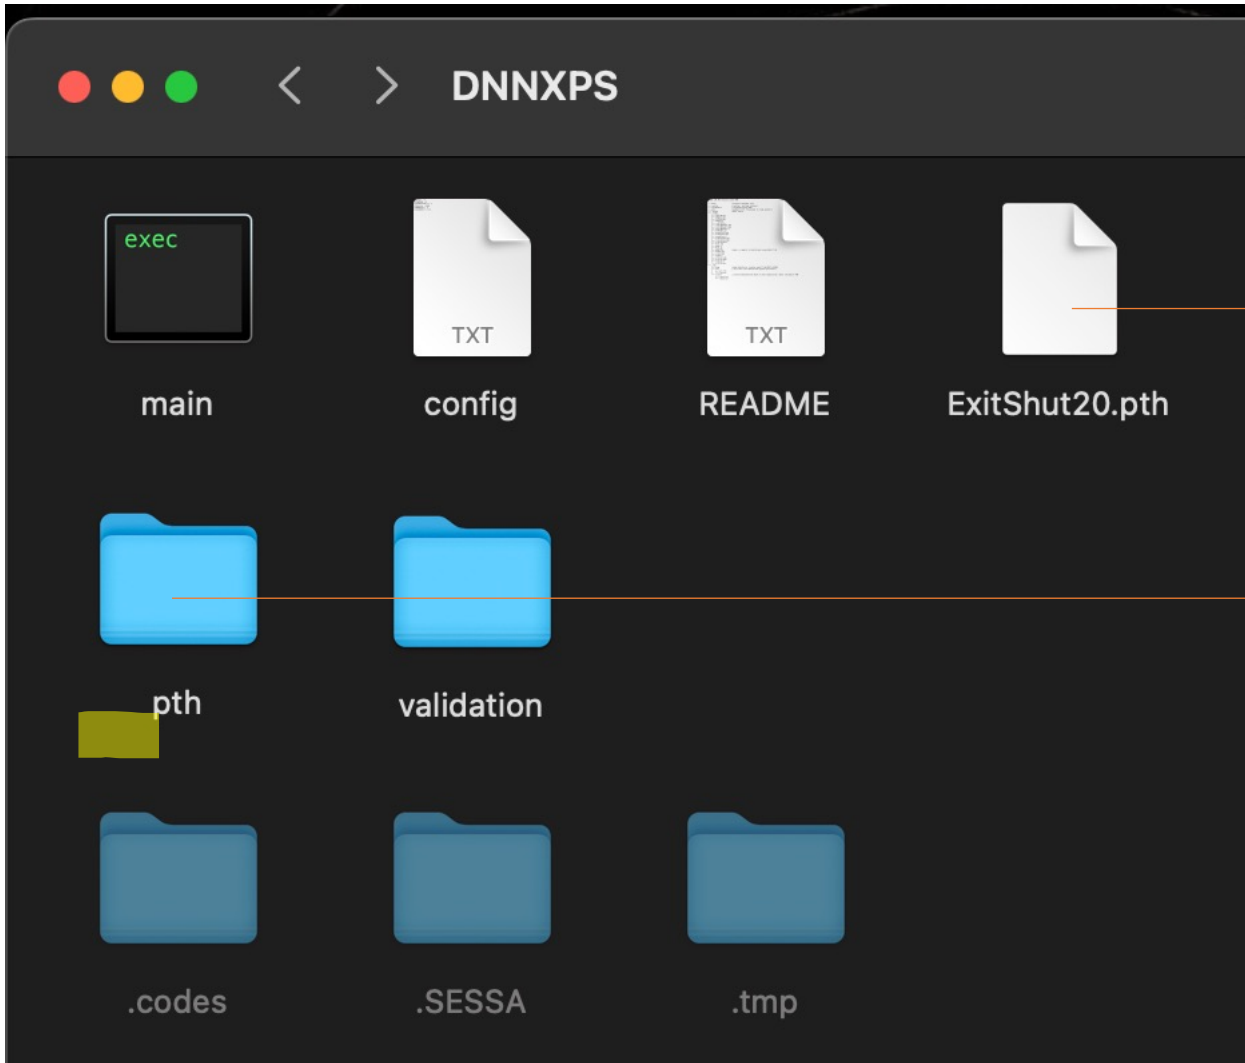 DNNXPS
exec
TXT
TXT
main
config
README
ExitShut20.pth
pth
validation
.codes
.SESSA
.tmp